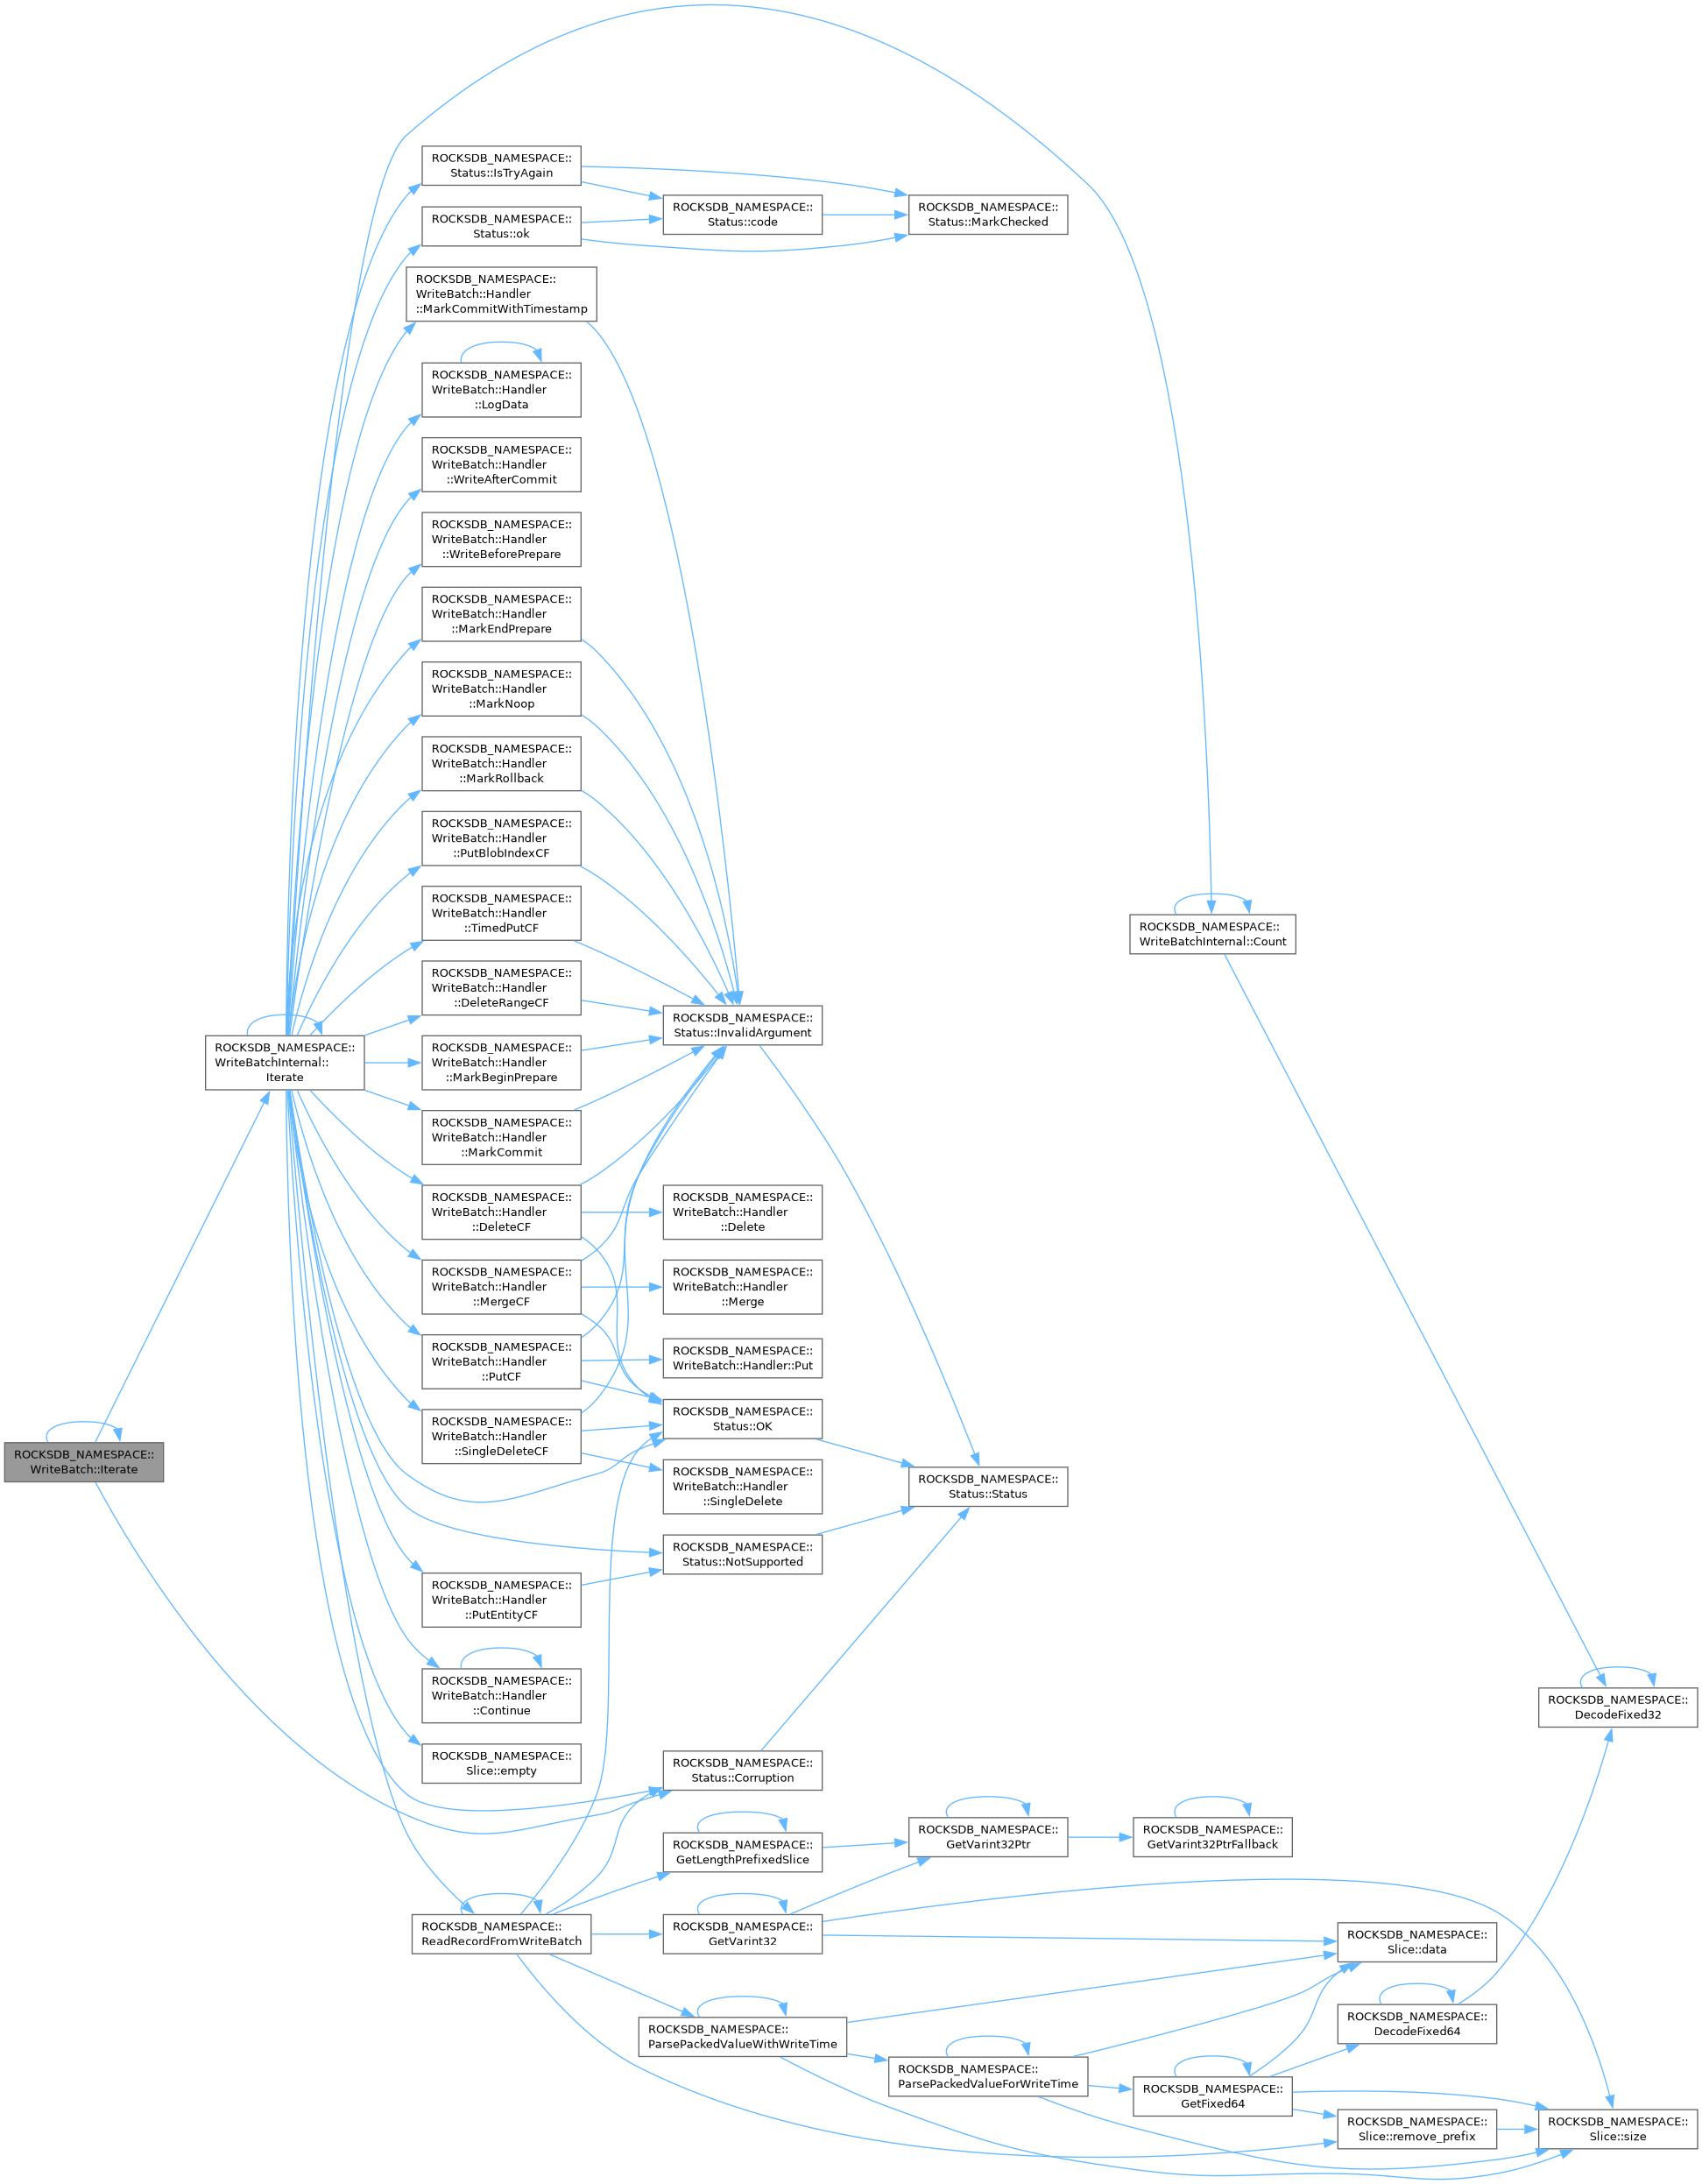 ROCKSDB_NAMESPACE::
Status::IsTryAgain
ROCKSDB_NAMESPACE::
Status::code
ROCKSDB_NAMESPACE::
Status::MarkChecked
ROCKSDB_NAMESPACE::
Status::ok
ROCKSDB_NAMESPACE::
WriteBatch::Handler
::MarkCommitWithTimestamp
ROCKSDB_NAMESPACE::
WriteBatch::Handler
::LogData
ROCKSDB_NAMESPACE::
WriteBatch::Handler
::WriteAfterCommit
ROCKSDB_NAMESPACE::
WriteBatch::Handler
::WriteBeforePrepare
ROCKSDB_NAMESPACE::
WriteBatch::Handler
::MarkEndPrepare
ROCKSDB_NAMESPACE::
WriteBatch::Handler
::MarkNoop
ROCKSDB_NAMESPACE::
WriteBatch::Handler
::MarkRollback
ROCKSDB_NAMESPACE::
WriteBatch::Handler
::PutBlobIndexCF
ROCKSDB_NAMESPACE::
WriteBatch::Handler
::TimedPutCF
ROCKSDB_NAMESPACE::
WriteBatchInternal::Count
ROCKSDB_NAMESPACE::
WriteBatch::Handler
::DeleteRangeCF
ROCKSDB_NAMESPACE::
Status::InvalidArgument
ROCKSDB_NAMESPACE::
WriteBatchInternal::
Iterate
ROCKSDB_NAMESPACE::
WriteBatch::Handler
::MarkBeginPrepare
ROCKSDB_NAMESPACE::
WriteBatch::Handler
::MarkCommit
ROCKSDB_NAMESPACE::
WriteBatch::Handler
::DeleteCF
ROCKSDB_NAMESPACE::
WriteBatch::Handler
::Delete
ROCKSDB_NAMESPACE::
WriteBatch::Handler
::MergeCF
ROCKSDB_NAMESPACE::
WriteBatch::Handler
::Merge
ROCKSDB_NAMESPACE::
WriteBatch::Handler
::PutCF
ROCKSDB_NAMESPACE::
WriteBatch::Handler::Put
ROCKSDB_NAMESPACE::
Status::OK
ROCKSDB_NAMESPACE::
WriteBatch::Handler
::SingleDeleteCF
ROCKSDB_NAMESPACE::
WriteBatch::Iterate
ROCKSDB_NAMESPACE::
WriteBatch::Handler
::SingleDelete
ROCKSDB_NAMESPACE::
Status::Status
ROCKSDB_NAMESPACE::
Status::NotSupported
ROCKSDB_NAMESPACE::
WriteBatch::Handler
::PutEntityCF
ROCKSDB_NAMESPACE::
WriteBatch::Handler
::Continue
ROCKSDB_NAMESPACE::
DecodeFixed32
ROCKSDB_NAMESPACE::
Slice::empty
ROCKSDB_NAMESPACE::
Status::Corruption
ROCKSDB_NAMESPACE::
GetLengthPrefixedSlice
ROCKSDB_NAMESPACE::
GetVarint32Ptr
ROCKSDB_NAMESPACE::
GetVarint32PtrFallback
ROCKSDB_NAMESPACE::
ReadRecordFromWriteBatch
ROCKSDB_NAMESPACE::
GetVarint32
ROCKSDB_NAMESPACE::
Slice::data
ROCKSDB_NAMESPACE::
ParsePackedValueWithWriteTime
ROCKSDB_NAMESPACE::
DecodeFixed64
ROCKSDB_NAMESPACE::
ParsePackedValueForWriteTime
ROCKSDB_NAMESPACE::
GetFixed64
ROCKSDB_NAMESPACE::
Slice::remove_prefix
ROCKSDB_NAMESPACE::
Slice::size